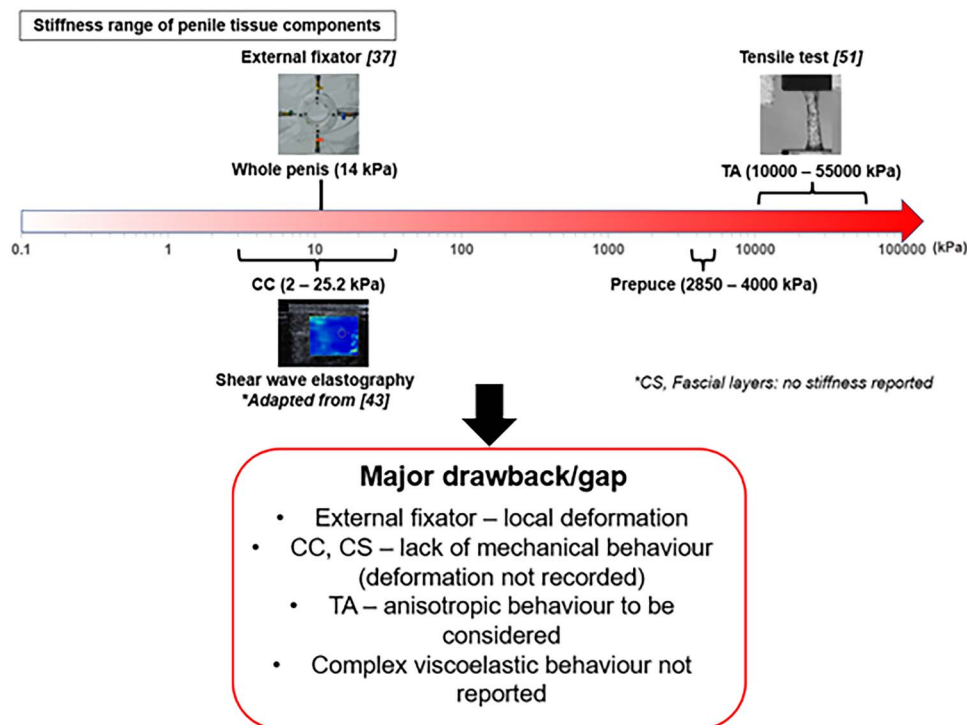 Stiffness range of penile tissue components
External fixator [37]
Tensile test [51]
Whole penis (14 kPa)
TA (10000 – 55000 kPa)
0.1 1 10 100 1000 10000 100000 (kPa)
CC (2 – 25.2 kPa)
Prepuce (2850 – 4000 kPa)
Shear wave elastography
*Adapted from [43]
*CS, Fascial layers: no stiffness reported
Major drawback/gap
• External fixator – local deformation
• CC, CS – lack of mechanical behaviour
(deformation not recorded)
• TA – anisotropic behaviour to be
considered
• Complex viscoelastic behaviour not
reported